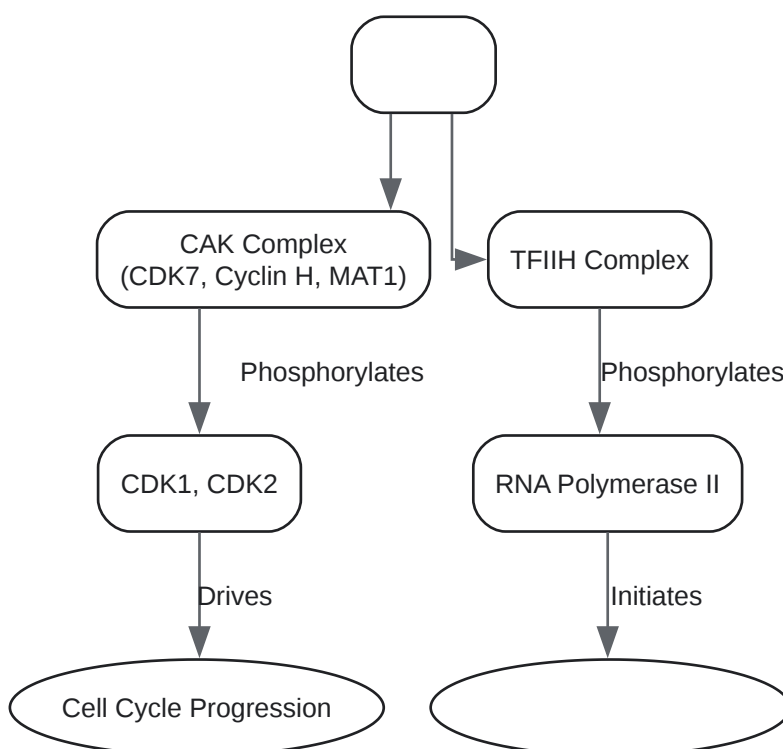 CAK Complex
(CDK7, Cyclin H, MAT1)
TFIIH Complex
Phosphorylates
Phosphorylates
CDK1, CDK2
RNA Polymerase II
Drives
Initiates
Cell Cycle Progression